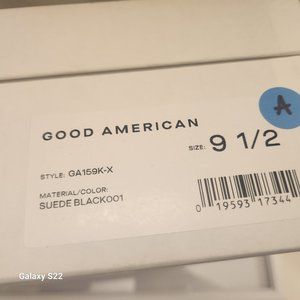 A
GOOD AMERICAN
SIZE: 9 1/2
STYLE: GA159K-X
MATERIAL/COLOR:
SUEDE BLACK001
0 19593 17344
Galaxy S22